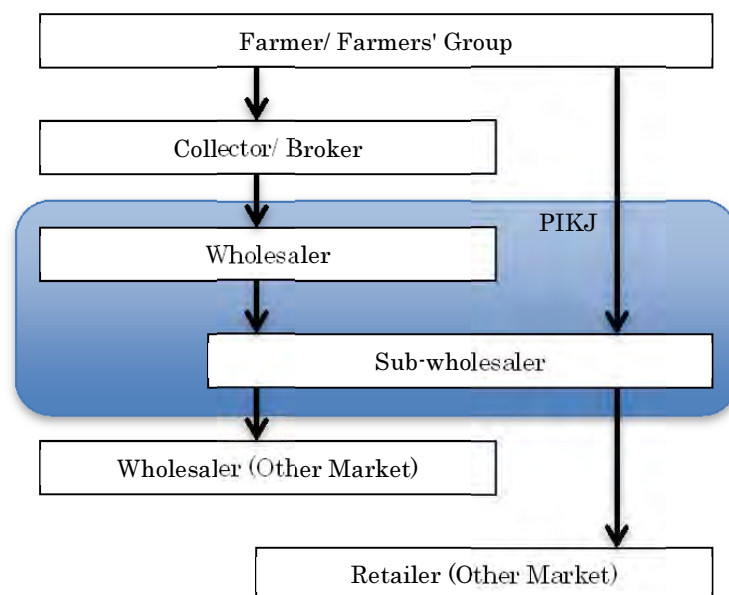 Farmer/ Farmers' Group
Collector/ Broker
PIKJ
Wholesaler
Sub-wholesaler
Wholesaler (Other Market)
Retailer (Other Market)